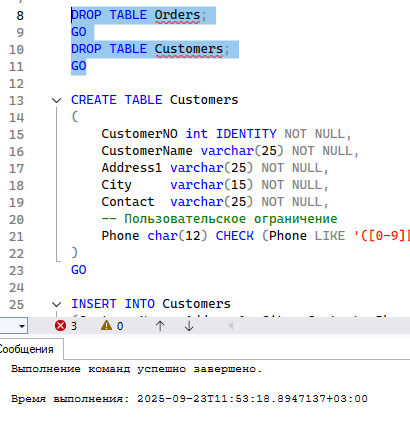 8 DROP TABLE Orders;
9 GO
10 DROP TABLE Customers;
11 GO
12
13 CREATE TABLE Customers
14 (
15 CustomerNO int IDENTITY NOT NULL,
16 CustomerName varchar(25) NOT NULL,
17 Address1 varchar(25) NOT NULL,
18 City varchar(15) NOT NULL,
19 Contact varchar(25) NOT NULL,
20 -- Пользовательское ограничение
21 Phone char(12) CHECK (Phone LIKE '([0-9][
22 )
23 GO
24
25 INSERT INTO Customers
3 0
Сообщения
Выполнение команд успешно завершено.
Время выполнения: 2025-09-23T11:53:18.8947137+03:00